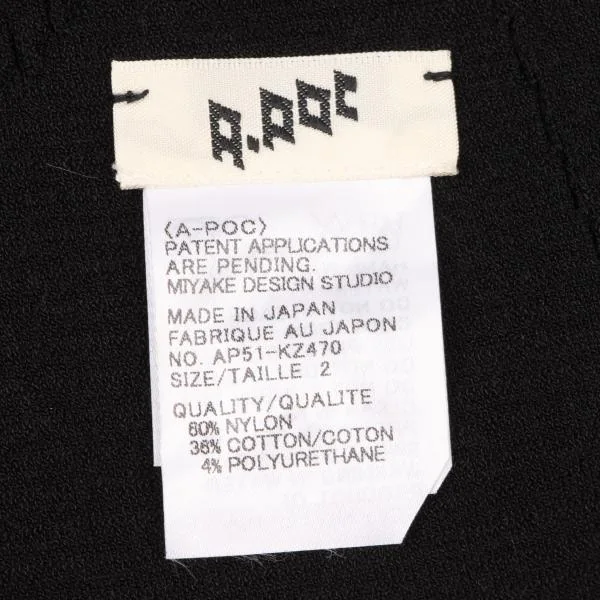 A.POC
〈A-POC〉
PATENT APPLICATIONS
ARE PENDING.
MIYAKE DESIGN STUDIO
MADE IN JAPAN
FABRIQUE AU JAPON
NO. AP51-KZ470
SIZE/TAILLE 2
QUALITY/QUALITE
60% NYLON
36% COTTON/COTON
4% POLYURETHANE